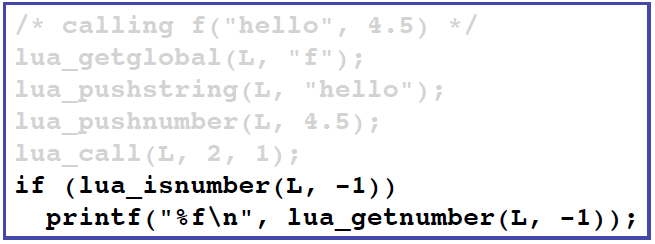 /* calling f("hello", 4.5) */
lua_getglobal(L, "f");
lua_pushstring(L, "hello");
lua_pushnumber(L, 4.5);
lua_call(L, 2, 1);
if (lua_isnumber(L, -1))
  printf("%f\n", lua_getnumber(L, -1));